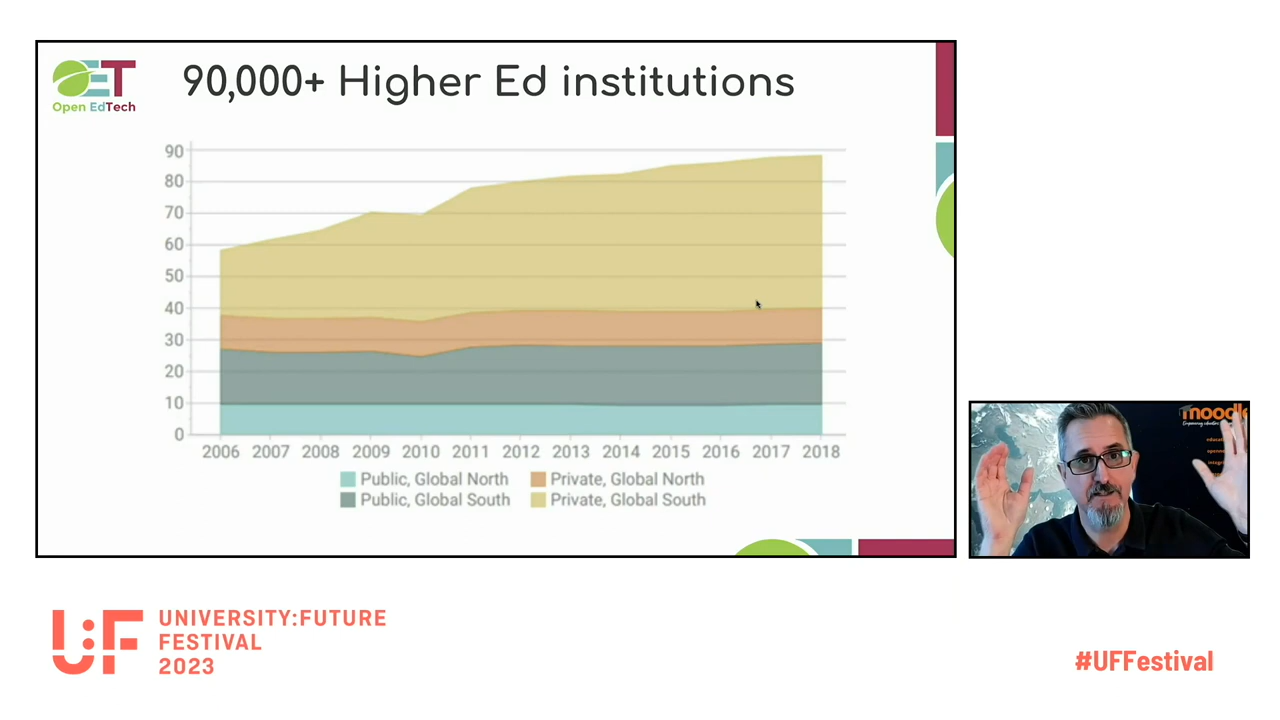 OET
Open EdTech
90,000+ Higher Ed institutions
90
80
70
60
50
40
30
20
10
0
2006 2007 2008 2009 2010 2011 2012 2013 2014 2015 2016 2017 2018
Public, Global North Private, Global North
Public, Global South Private, Global South
moodle
U:F
UNIVERSITY:FUTURE
FESTIVAL
2023
#UFFestival